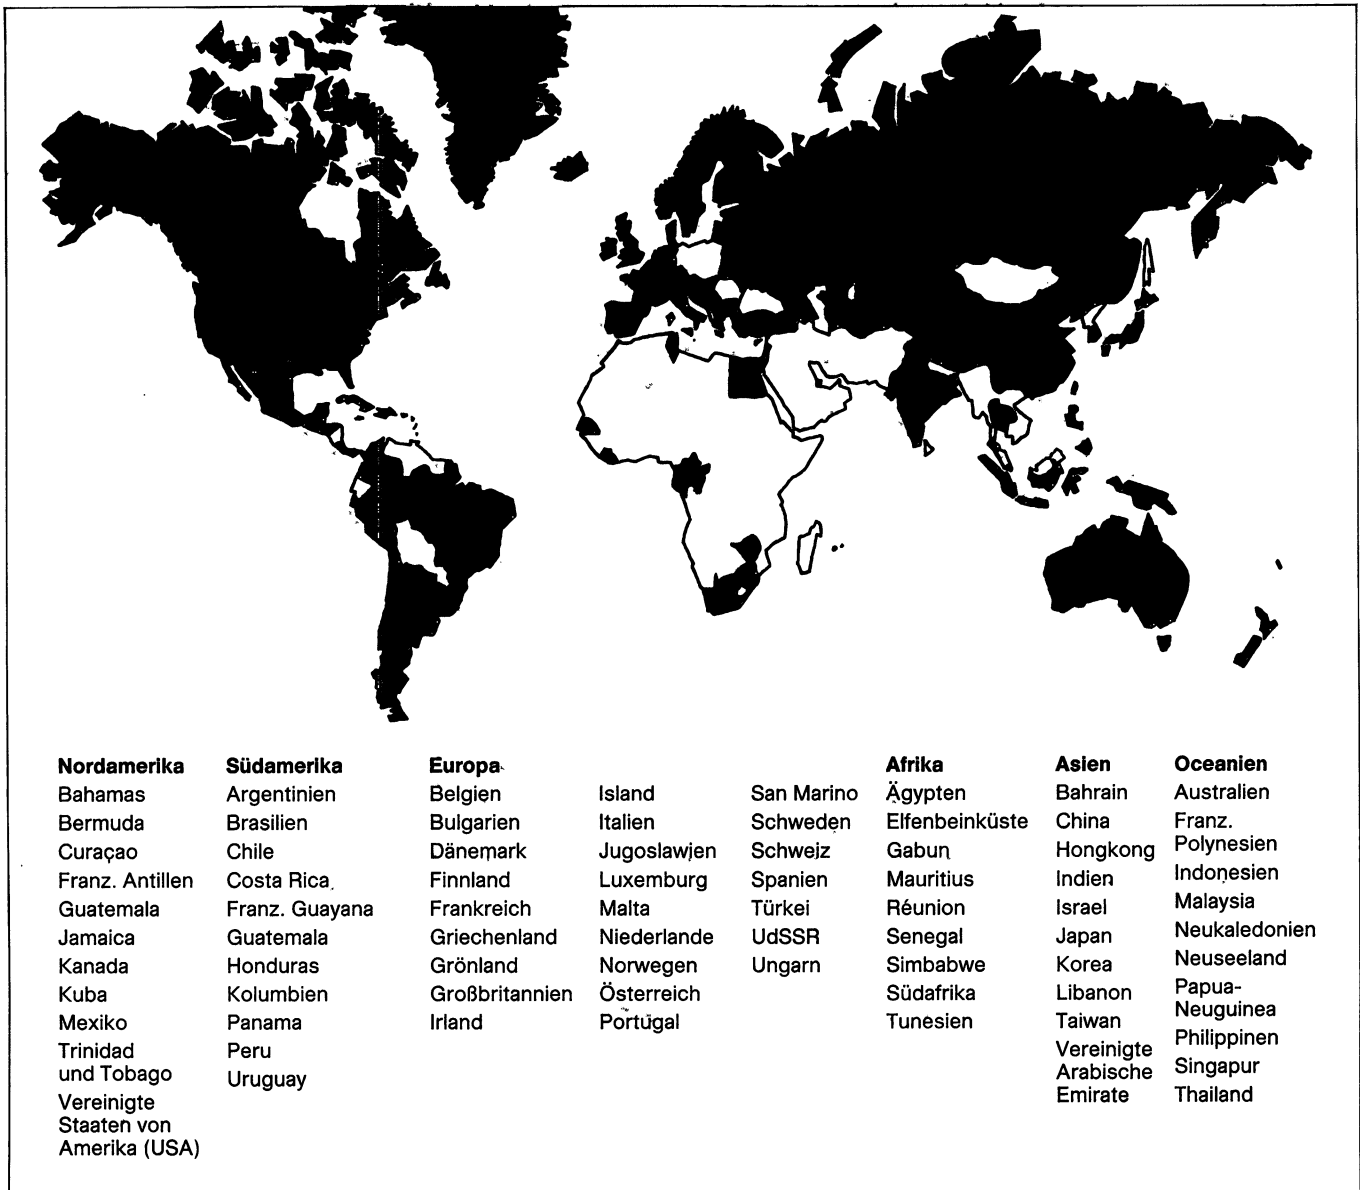 Nordamerika
Bahamas
Bermuda
Curaçao
Franz. Antillen
Guatemala
Jamaica
Kanada
Kuba
Mexiko
Trinidad
und Tobago
Vereinigte
Staaten von
Amerika (USA)
Südamerika
Argentinien
Brasilien
Chile
Costa Rica
Franz. Guayana
Guatemala
Honduras
Kolumbien
Panama
Peru
Uruguay
Europa
Belgien
Bulgarien
Dänemark
Finnland
Frankreich
Griechenland
Grönland
Großbritannien
Irland
Island
Italien
Jugoslawien
Luxemburg
Malta
Niederlande
Norwegen
Österreich
Portugal
San Marino
Schweden
Schweiz
Spanien
Türkei
UdSSR
Ungarn
Afrika
Ägypten
Elfenbeinküste
Gabun
Mauritius
Réunion
Senegal
Simbabwe
Südafrika
Tunesien
Asien
Bahrain
China
Hongkong
Indien
Israel
Japan
Korea
Libanon
Taiwan
Vereinigte
Arabische
Emirate
Oceanien
Australien
Franz.
Polynesien
Indonesien
Malaysia
Neukaledonien
Neuseeland
Papua-
Neuguinea
Philippinen
Singapur
Thailand